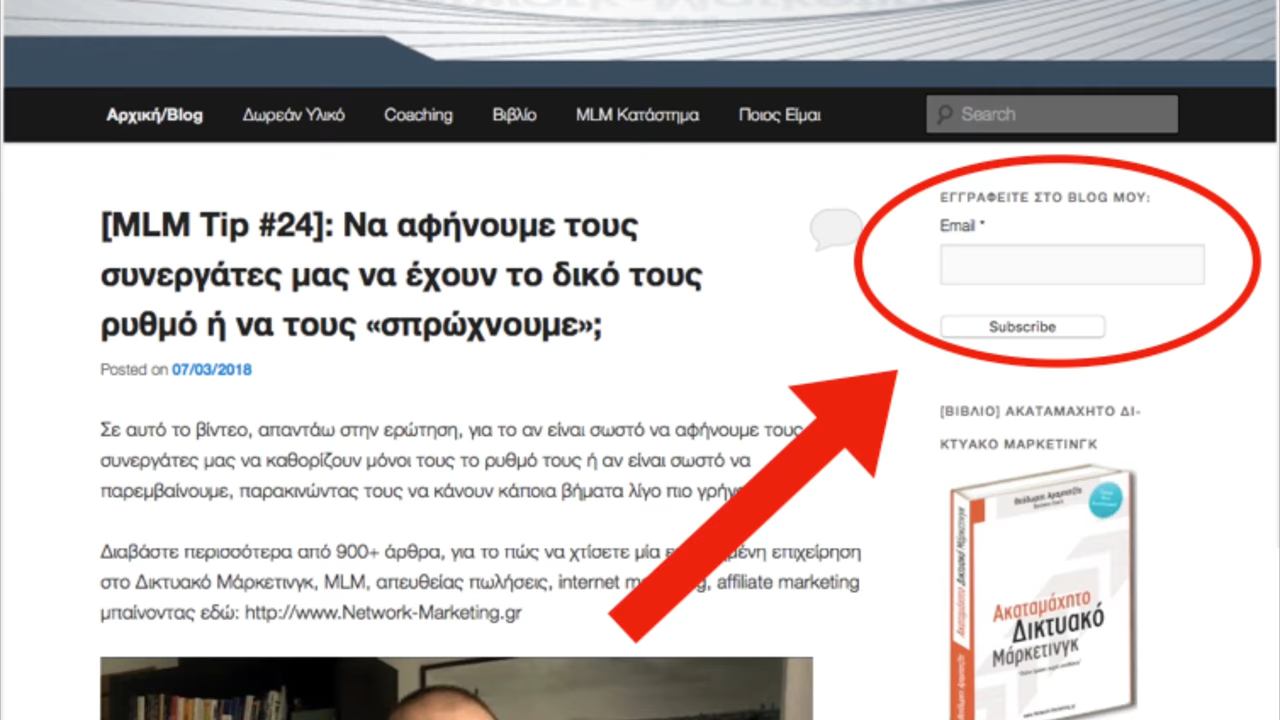 Αρχική/Blog Δωρεάν Υλικό Coaching Βιβλίο MLM Κατάστημα Ποιος Είμαι Search
[MLM Tip #24]: Να αφήνουμε τους
συνεργάτες μας να έχουν το δικό τους
ρυθμό ή να τους «σπρώχνουμε»;
Posted on 07/03/2018
Σε αυτό το βίντεο, απαντάω στην ερώτηση, για το αν είναι σωστό να αφήνουμε τους
συνεργάτες μας να καθορίζουν μόνοι τους το ρυθμό τους ή αν είναι σωστό να
παρεμβαίνουμε, παρακινώντας τους να κάνουν κάποια βήματα λίγο πιο
Διαβάστε περισσότερα από 900+ άρθρα, για το πώς να χτίσετε μία επιχείρηση
στο Δικτυακό Μάρκετινγκ, MLM, απευθείας πωλήσεις, internet affiliate marketing
μπαίνοντας εδώ: http://www.Network-Marketing.gr
ΕΓΓΡΑΦΕΙΤΕ ΣΤΟ BLOG ΜΟΥ:
Email *
Subscribe
[ΒΙΒΛΙΟ] ΑΚΑΤΑΜΑΧΗΤΟ ΔΙ-
ΚΤΥΑΚΟ ΜΑΡΚΕΤΙΝΓΚ
Ακαταμάχητο
Δικτυακό
Μάρκετινγκ